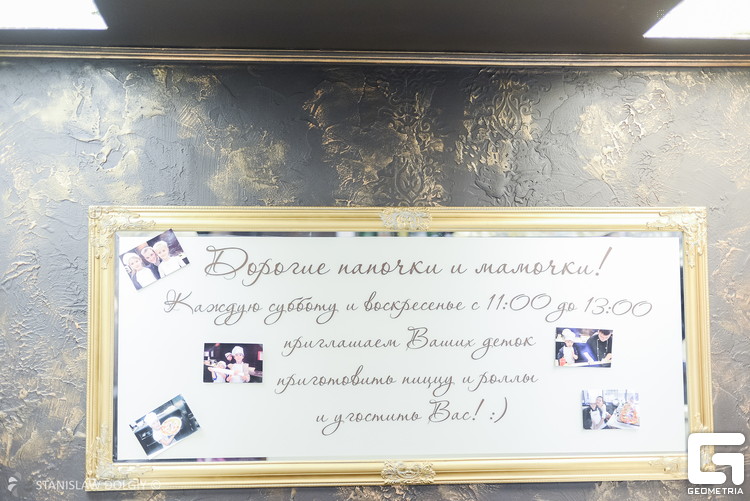 Дорогие папочки и мамочки!
Каждую субботу и воскресенье с 11:00 до 13:00
приглашаем Ваших деток
приготовить пиццу и роллы
и угостить Вас! :)
STANISLAW DOLGIY ©
G
GEOMETRIA